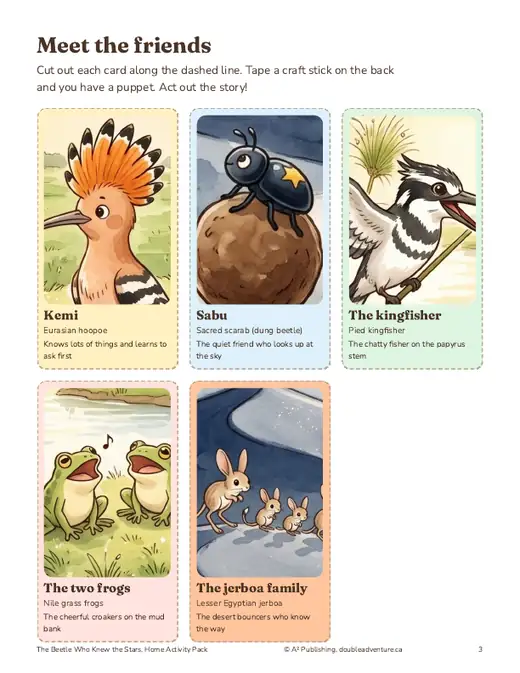 Meet the friends
Cut out each card along the dashed line. Tape a craft stick on the back
and you have a puppet. Act out the story!
Kemi
Eurasian hoopoe
Knows lots of things and learns to
ask first
Sabu
Sacred scarab (dung beetle)
The quiet friend who looks up at
the sky
The kingfisher
Pied kingfisher
The chatty fisher on the papyrus
stem
The two frogs
Nile grass frogs
The cheerful croakers on the mud
bank
The jerboa family
Lesser Egyptian jerboa
The desert bouncers who know
the way
The Beetle Who Knew the Stars, Home Activity Pack
© A² Publishing, doubleadventure.ca
3